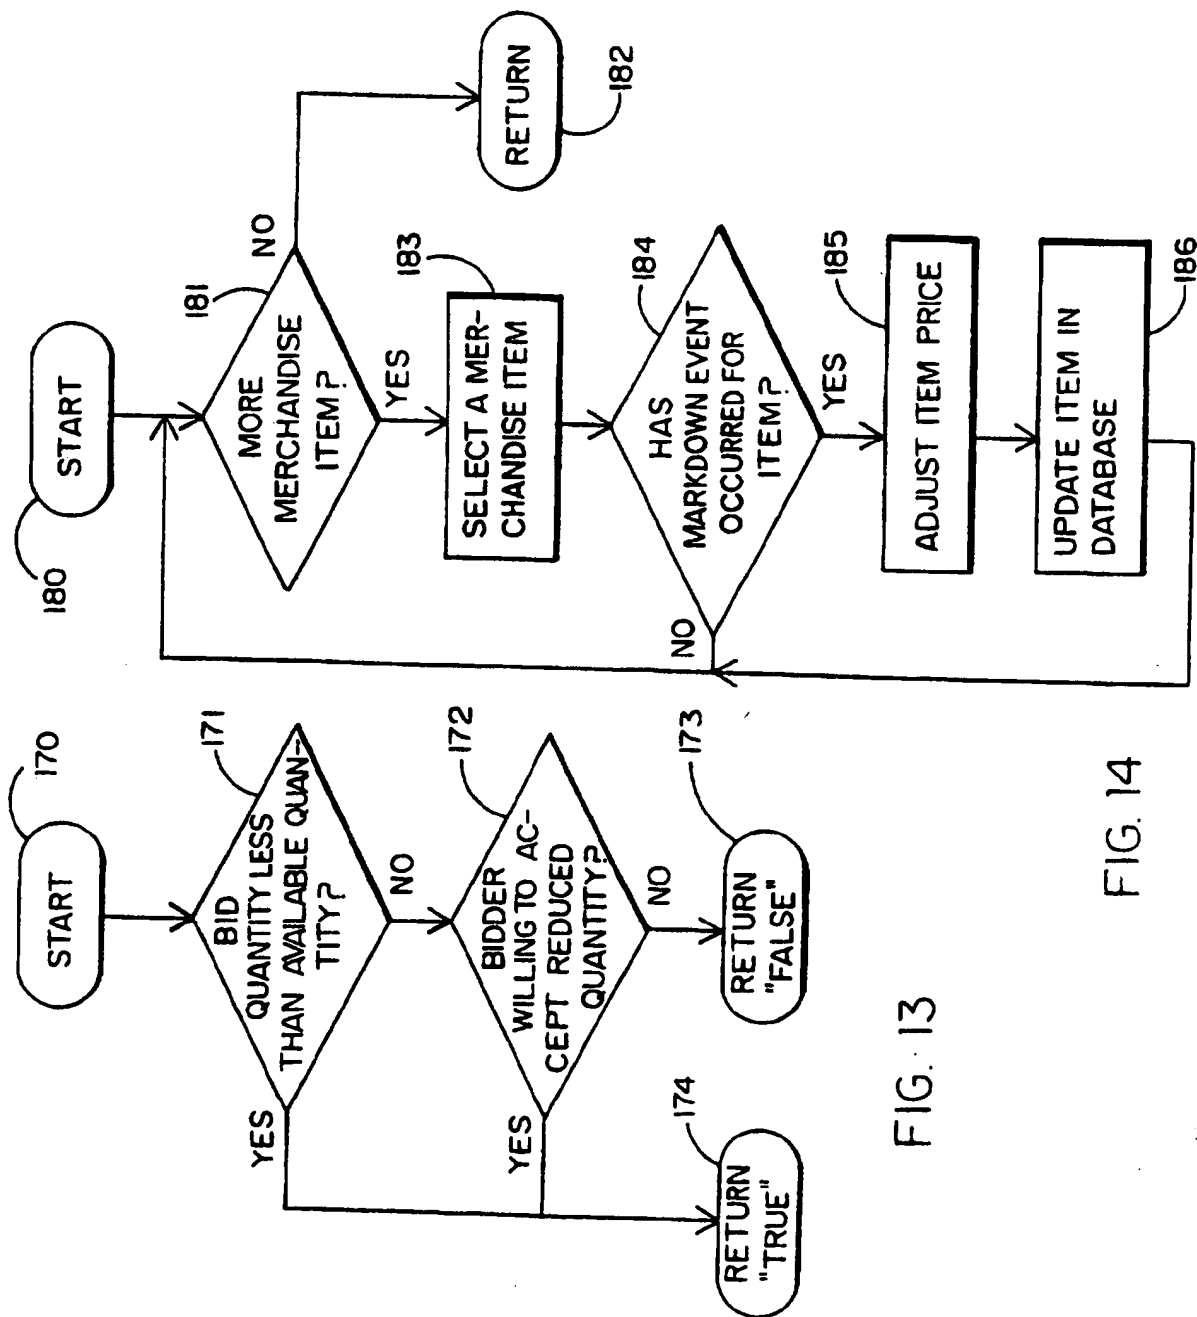 START
170
BID
QUANTITY LESS
THAN AVAILABLE QUAN-
TITY?
171
YES
NO
BIDDER
WILLING TO AC-
CEPT REDUCED
QUANTITY?
172
YES
NO
RETURN
"TRUE"
174
RETURN
"FALSE"
173
FIG. 13
180
START
MORE
MERCHANDISE
ITEM?
181
NO
RETURN
182
YES
SELECT A MER-
CHANDISE ITEM
183
HAS
MARKDOWN EVENT
OCCURRED FOR
ITEM?
184
NO
YES
ADJUST ITEM PRICE
185
UPDATE ITEM IN
DATABASE
186
FIG. 14